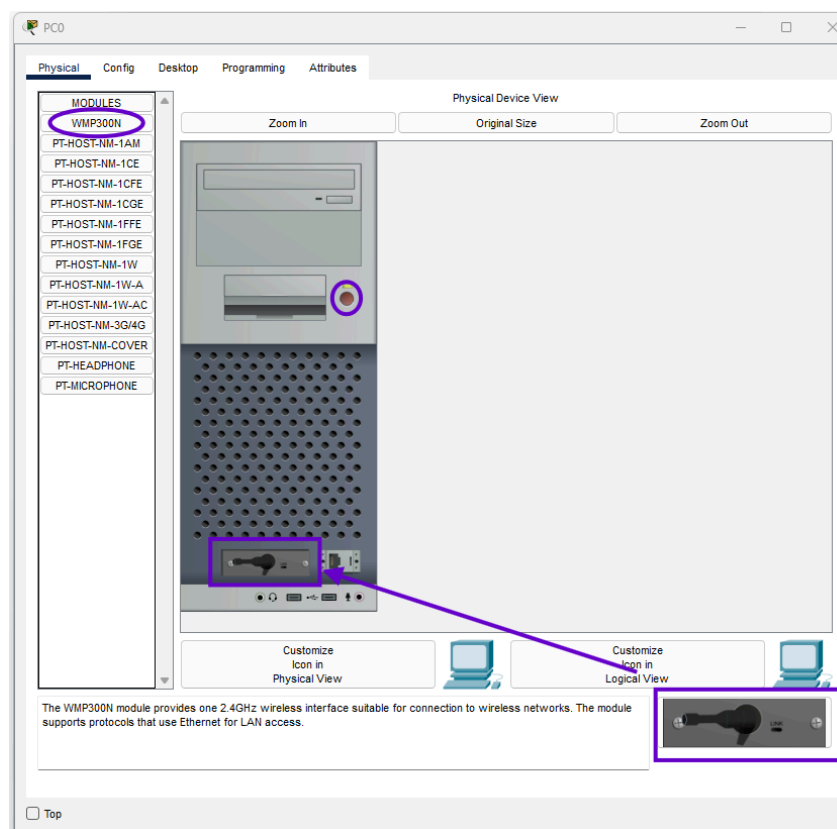 PC0
Physical Config Desktop Programming Attributes
MODULES
WMP300N
PT-HOST-NM-1AM
PT-HOST-NM-1CE
PT-HOST-NM-1CFE
PT-HOST-NM-1CGE
PT-HOST-NM-1FFE
PT-HOST-NM-1FGE
PT-HOST-NM-1W
PT-HOST-NM-1W-A
PT-HOST-NM-1W-AC
PT-HOST-NM-3G/4G
PT-HOST-NM-COVER
PT-HEADPHONE
PT-MICROPHONE
Physical Device View
Zoom In Original Size Zoom Out
Customize
Icon in
Physical View
Customize
Icon in
Logical View
The WMP300N module provides one 2.4GHz wireless interface suitable for connection to wireless networks. The module
supports protocols that use Ethernet for LAN access.
LINK
Top